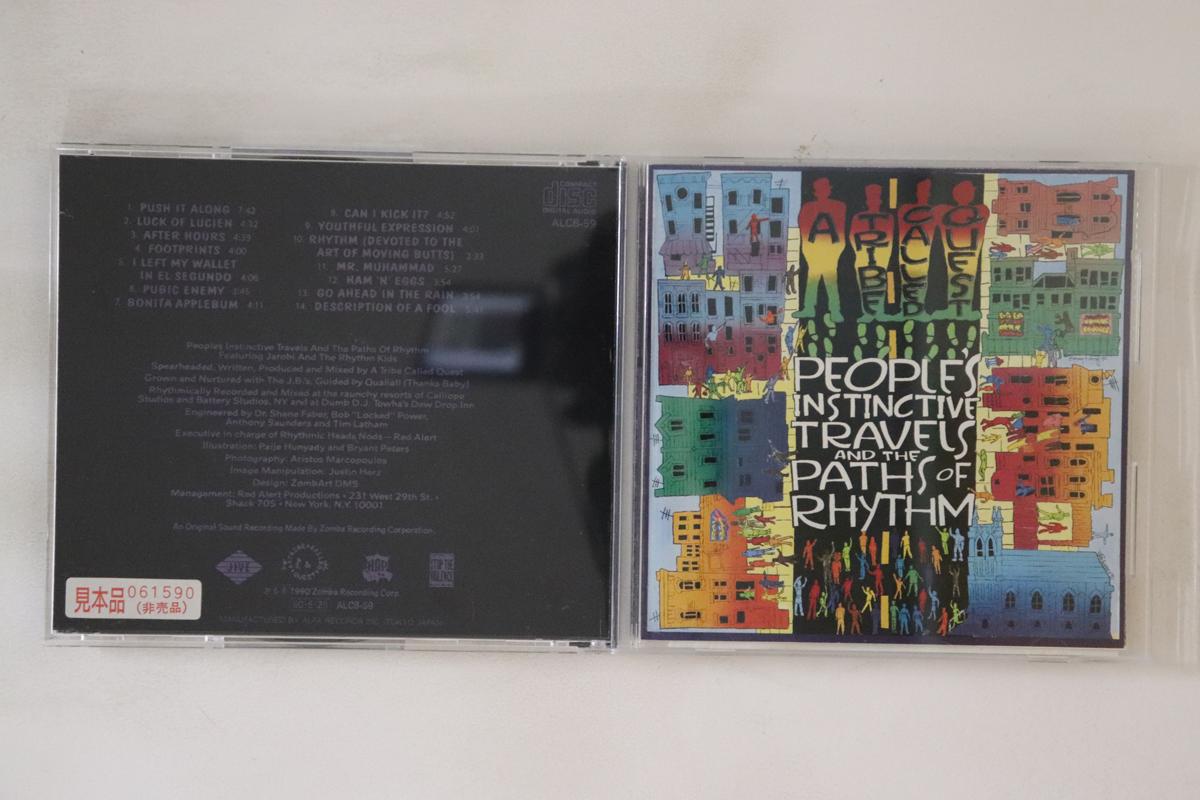 1. PUSH IT ALONG 7:42
2. LUCK OF LUCIEN 4:32
3. AFTER HOURS 4:39
4. FOOTPRINTS 4:00
5. I LEFT MY WALLET
IN EL SEGUNDO 4:06
6. PUBIC ENEMY 3:45
7. BONITA APPLEBUM 4:11
8. CAN I KICK IT? 4:52
9. YOUTHFUL EXPRESSION 4:01
10. RHYTHM (DEVOTED TO THE
ART OF MOVING BUTTS) 2:33
11. MR. MUHAMMAD 5:27
12. HAM 'N' EGGS 3:54
13. GO AHEAD IN THE RAIN 3:54
14. DESCRIPTION OF A FOOL 5:41
COMPACT
disc
DIGITAL AUDIO
ALCB-59
Peoples Instinctive Travels And The Paths Of Rhythm
Featuring Jarobi And The Rhythm Kids
Spearheaded, Written, Produced and Mixed by A Tribe Called Quest
Grown and Nurtured with The J.B.'s, Guided by Qualiall (Thanks Baby)
Rhythmically Recorded and Mixed at the raunchy resorts of Calliope
Studios and Battery Studios, NY and at Dumb D.J. Towha's Dew Drop Inn
Engineered by Dr. Shane Faber, Bob "Locked" Power,
Anthony Saunders and Tim Latham
Executive in charge of Rhythmic Heads Nods—Red Alert
Illustration: Paije Hunyady and Bryant Peters
Photography: Aristos Marcopoulos
Image Manipulation: Justin Herz
Design: ZombArt DMS
Management: Red Alert Productions • 231 West 29th St. •
Shack 705 • New York, N.Y. 10001
An Original Sound Recording Made By Zomba Recording Corporation.
JIVE
STOP THE
VIOLENCE
℗ & © 1990 Zomba Recording Corp.
ALCB-59
MANUFACTURED BY ALFA RECORDS INC. TOKYO JAPAN
見本品 061590
(非売品)
A
TRIBE
CALLED
QUEST
PEOPLE'S
INSTINCTIVE
TRAVELS
AND THE
PATHS OF
RHYTHM